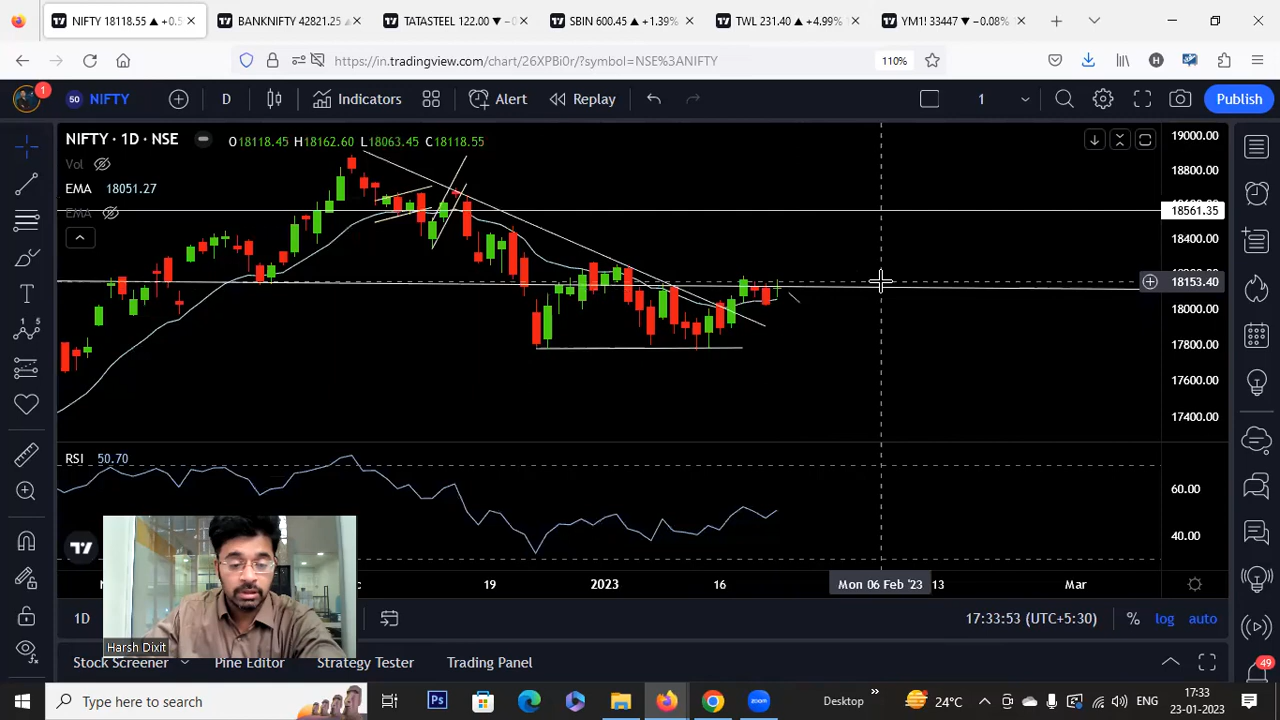 NIFTY 18118.55 ▲ +0.5
BANKNIFTY 42821.25 ▲
TATASTEEL 122.00 ▼ −0
SBIN 600.45 ▲ +1.39%
TWL 231.40 ▲ +4.99%
YM1! 33447 ▼ −0.08%
https://in.tradingview.com/chart/26XPBi0r/?symbol=NSE%3ANIFTY
110%
1
50 NIFTY
D
Indicators
Alert
Replay
1
Publish
NIFTY · 1D · NSE
O18118.45 H18162.60 L18063.45 C18118.55
Vol
EMA 18051.27
EMA
19000.00
18800.00
18561.35
18400.00
18153.40
18000.00
17800.00
17600.00
17400.00
RSI 50.70
60.00
40.00
19
2023
16
Mon 06 Feb '23
13
Mar
1D
17:33:53 (UTC+5:30)
%
log
auto
Harsh Dixit
Stock Screener
Pine Editor
Strategy Tester
Trading Panel
49
Type here to search
Desktop
24°C
ENG
17:33
23-01-2023